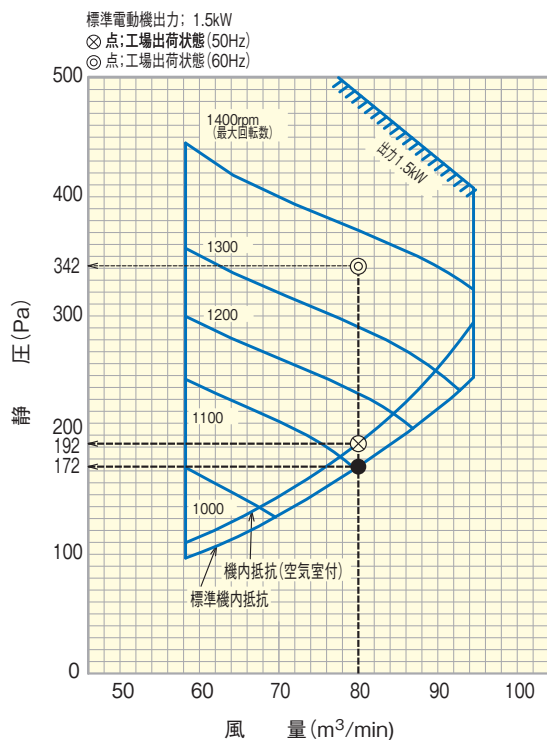 標準電動機出力; 1.5kW
⊗ 点;工場出荷状態(50Hz)
◎ 点;工場出荷状態(60Hz)
500
1400rpm
(最大回転数)
出力1.5kW
400
1300
342
1200
300
静 圧(Pa)
1100
200
192
172
1000
100
機内抵抗(空気室付)
標準機内抵抗
0
50 60 70 80 90 100
風 量(m³/min)